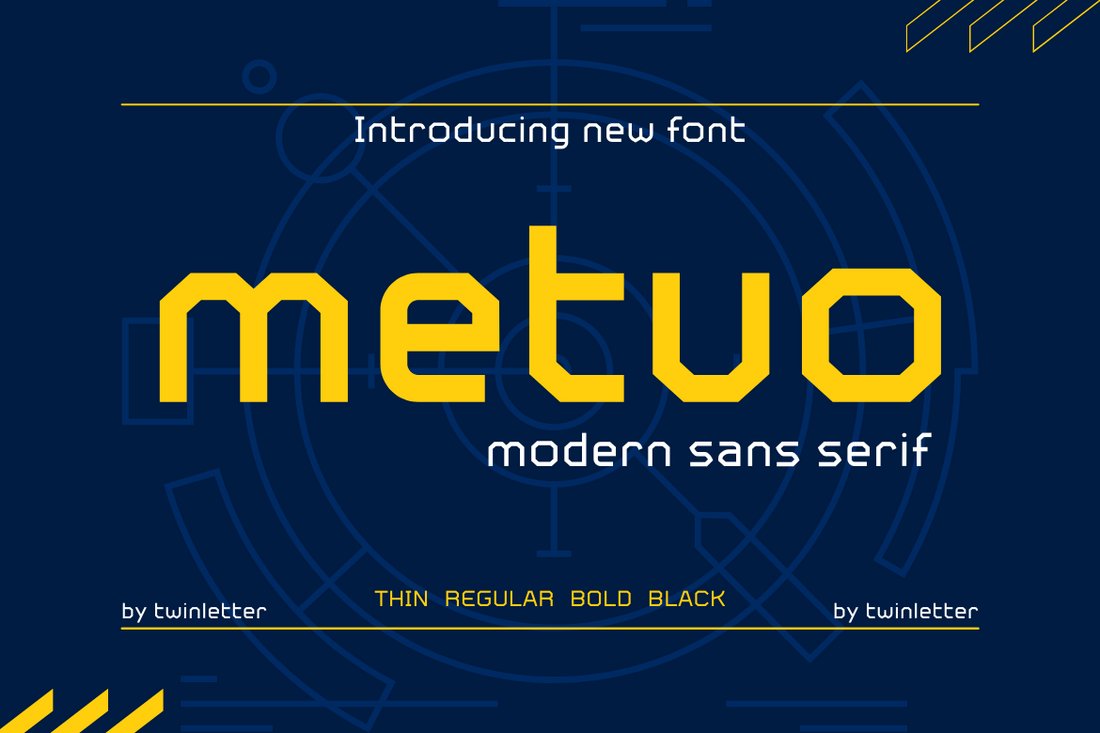 Introducing new font
metuo
modern sans serif
by twinletter
THIN REGULAR BOLD BLACK
by twinletter